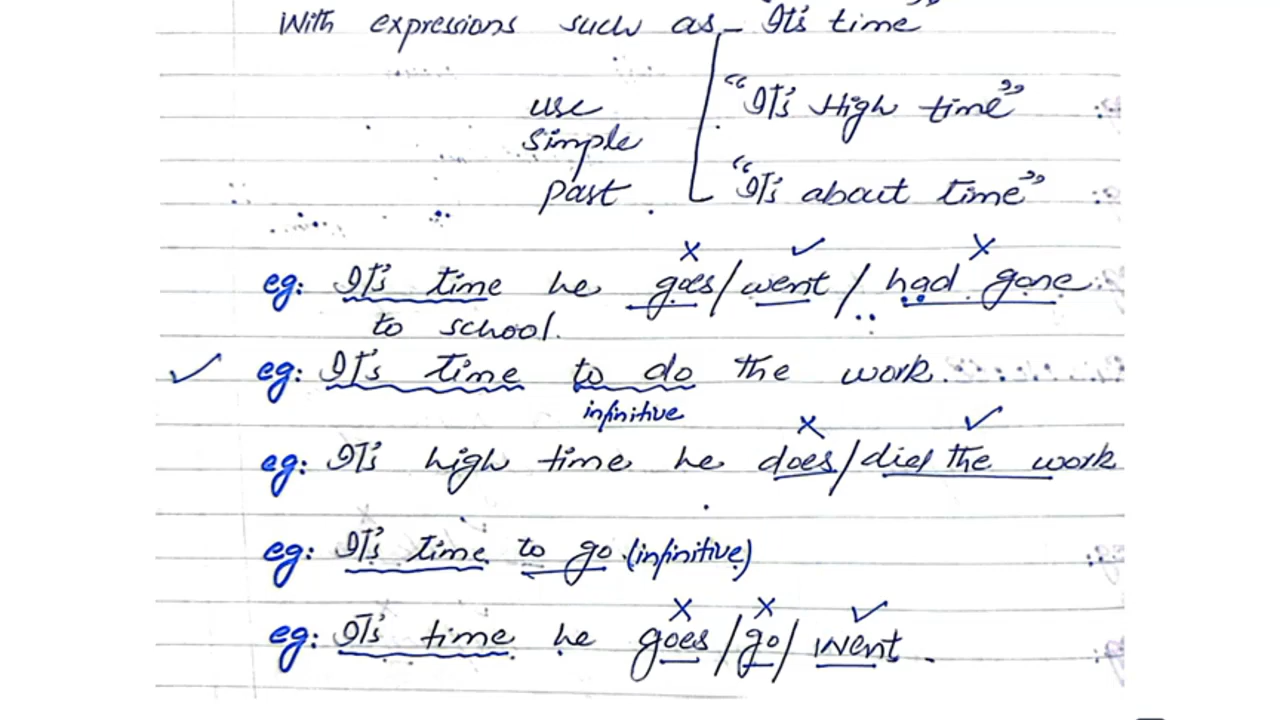 With expressions such as - "It's time"
"It's High time"
use
simple
past.
"It's about time"
x ✓ x
eg: It's time he goes/went / had gone
to school.
✓ eg: It's time to do the work.
infinitive
x ✓
eg: It's high time he does/did the work
eg: It's time to go (infinitive)
x x ✓
eg: It's time he goes/go/ went.